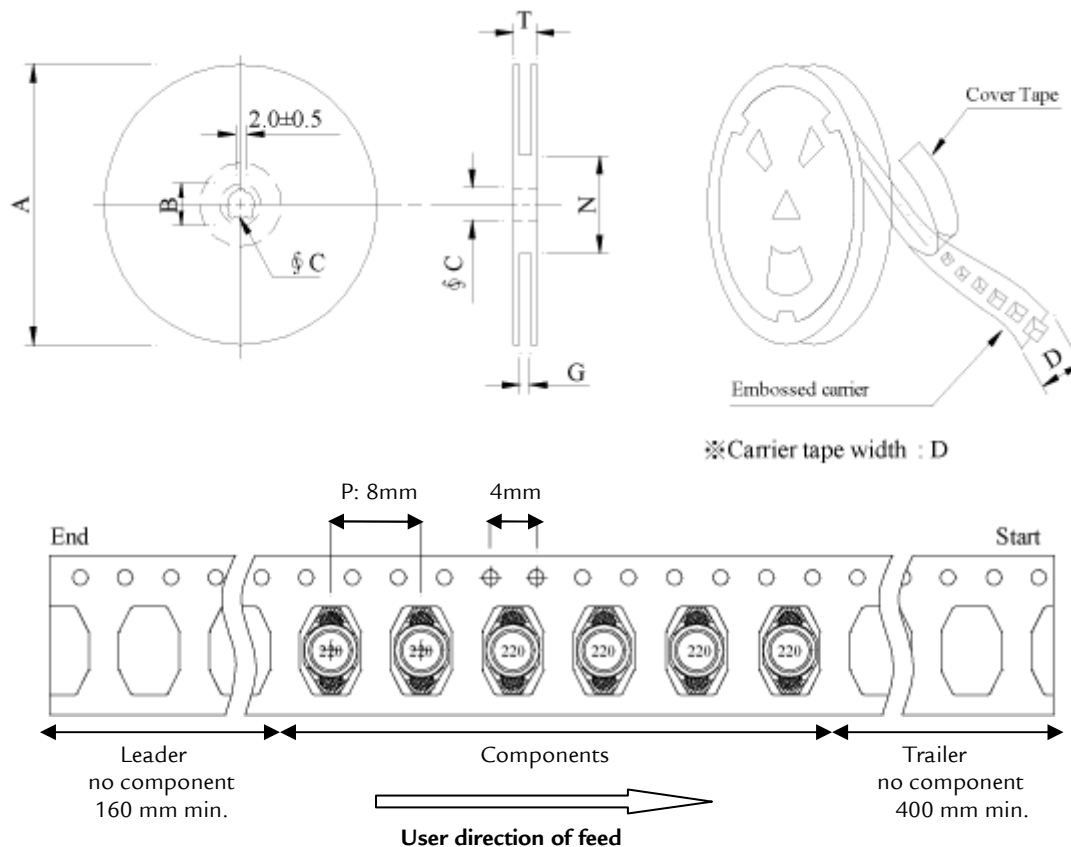 T
2.0±0.5
Cover Tape
A
B
N
∮ C
∮ C
G
D
Embossed carrier
※Carrier tape width : D
P: 8mm
4mm
End
Start
220
220
220
220
220
220
Leader
no component
160 mm min.
Components
Trailer
no component
400 mm min.
User direction of feed